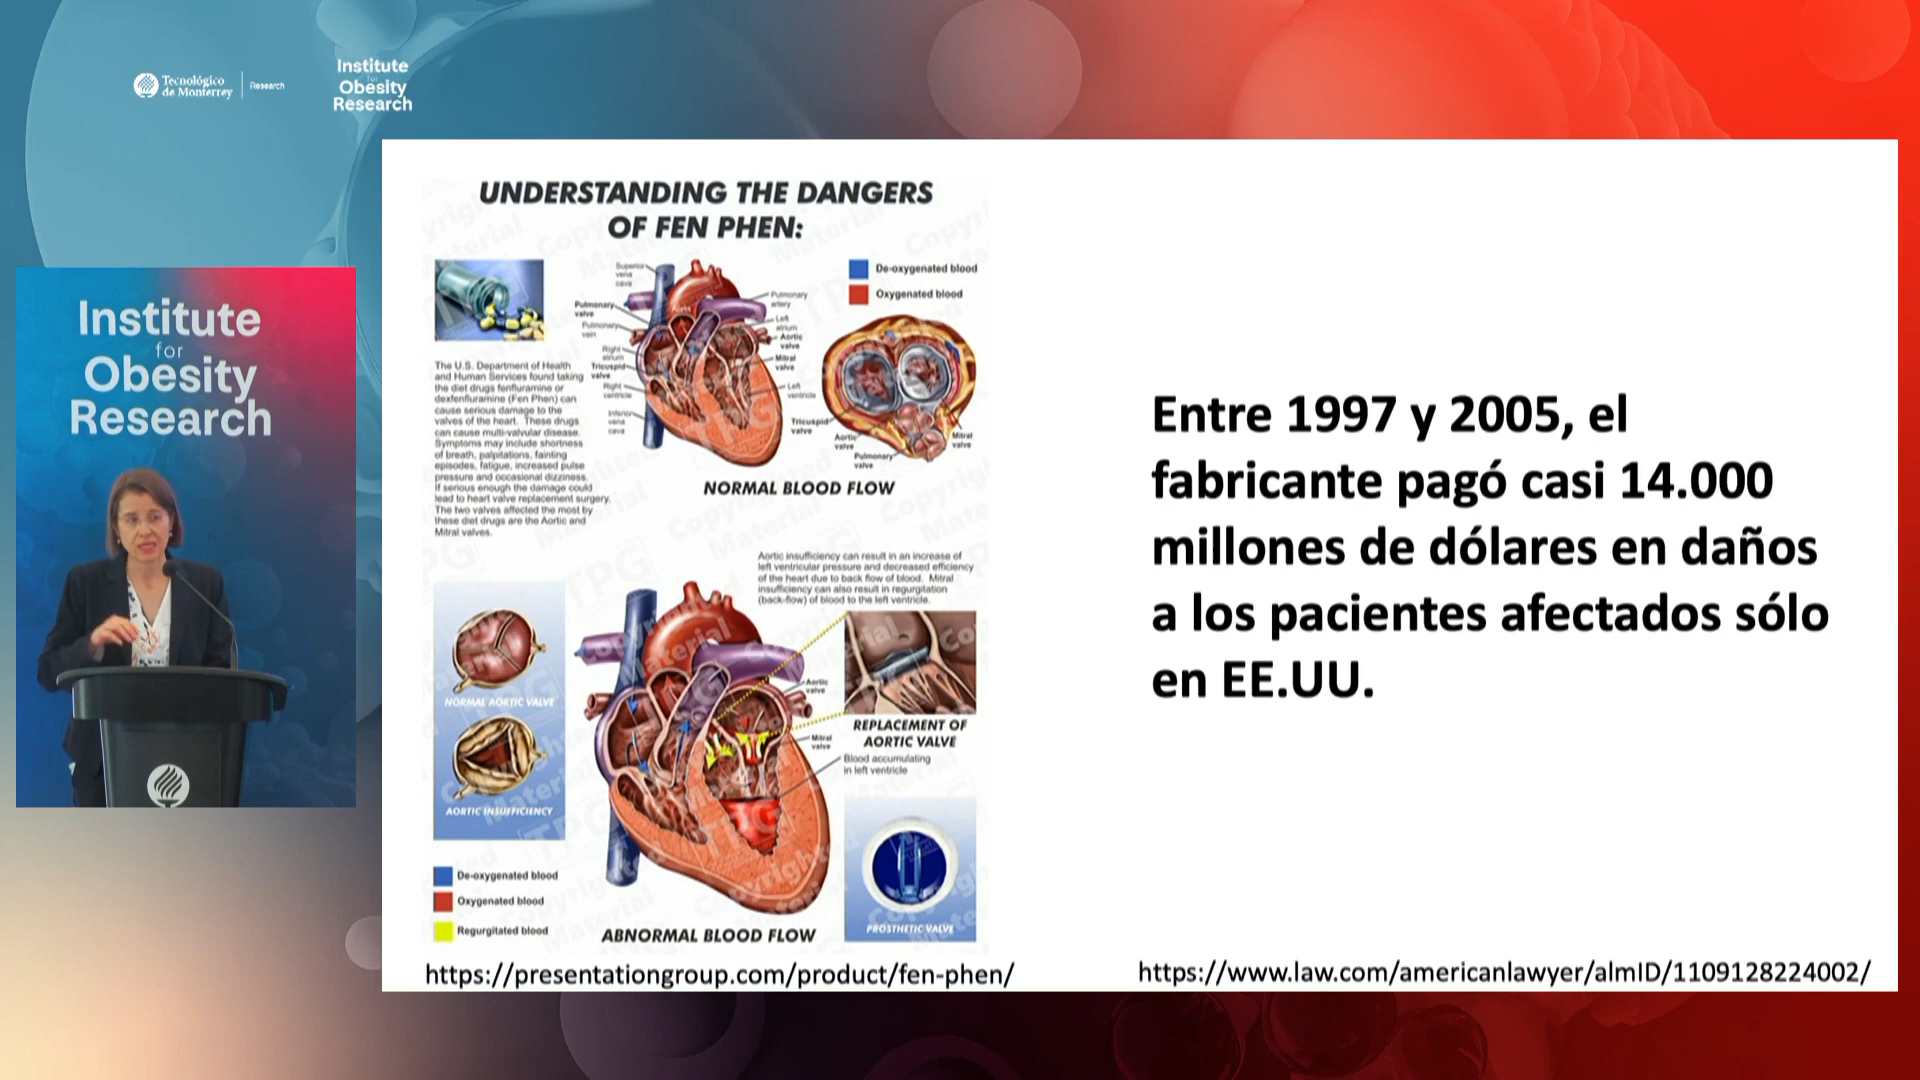 Tecnológico
de Monterrey
Research
Institute
for
Obesity
Research
Institute
for
Obesity
Research
UNDERSTANDING THE DANGERS
OF FEN PHEN:
De-oxygenated blood
Oxygenated blood
Superior
vena
cava
Pulmonary
valve
Pulmonary
vein
Right
atrium
Tricuspid
valve
Right
ventricle
Inferior
vena
cava
Aorta
Pulmonary
artery
Left
atrium
Aortic
valve
Mitral
valve
Left
ventricle
Tricuspid
valve
Aortic
valve
Pulmonary
valve
Mitral
valve
NORMAL BLOOD FLOW
The U.S. Department of Health
and Human Services found taking
the diet drugs fenfluramine or
dexfenfluramine (Fen Phen) can
cause serious damage to the
valves of the heart. These drugs
can cause multi-valvular disease.
Symptoms may include shortness
of breath, palpitations, fainting
episodes, fatigue, increased pulse
pressure and occasional dizziness.
If serious enough the damage could
lead to heart valve replacement surgery.
The two valves affected the most by
these diet drugs are the Aortic and
Mitral valves.
Aortic insufficiency can result in an increase of
left ventricular pressure and decreased efficiency
of the heart due to back flow of blood. Mitral
insufficiency can also result in regurgitation
(back-flow) of blood to the left ventricle.
NORMAL AORTIC VALVE
AORTIC INSUFFICIENCY
Aortic
valve
Mitral
valve
REPLACEMENT OF
AORTIC VALVE
Blood accumulating
in left ventricle
PROSTHETIC VALVE
De-oxygenated blood
Oxygenated blood
Regurgitated blood
ABNORMAL BLOOD FLOW
https://presentationgroup.com/product/fen-phen/
Entre 1997 y 2005, el
fabricante pagó casi 14.000
millones de dólares en daños
a los pacientes afectados sólo
en EE.UU.
https://www.law.com/americanlawyer/almID/1109128224002/